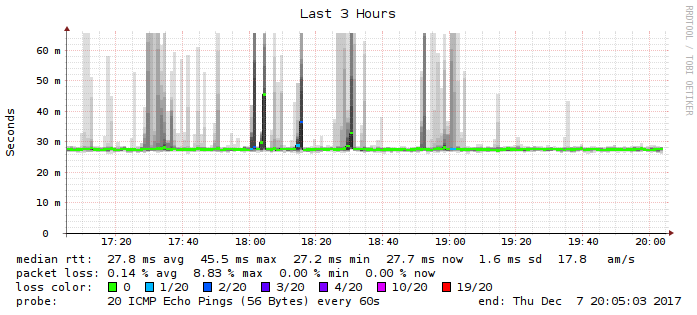 Last 3 Hours
RRDTOOL / TOBI OETIKER
Seconds
60 m
50 m
40 m
30 m
20 m
10 m
0
17:20 17:40 18:00 18:20 18:40 19:00 19:20 19:40 20:00
median rtt: 27.8 ms avg 45.5 ms max 27.2 ms min 27.7 ms now 1.6 ms sd 17.8 am/s
packet loss: 0.14 % avg 8.83 % max 0.00 % min 0.00 % now
loss color: 0 1/20 2/20 3/20 4/20 10/20 19/20
probe: 20 ICMP Echo Pings (56 Bytes) every 60s end: Thu Dec 7 20:05:03 2017